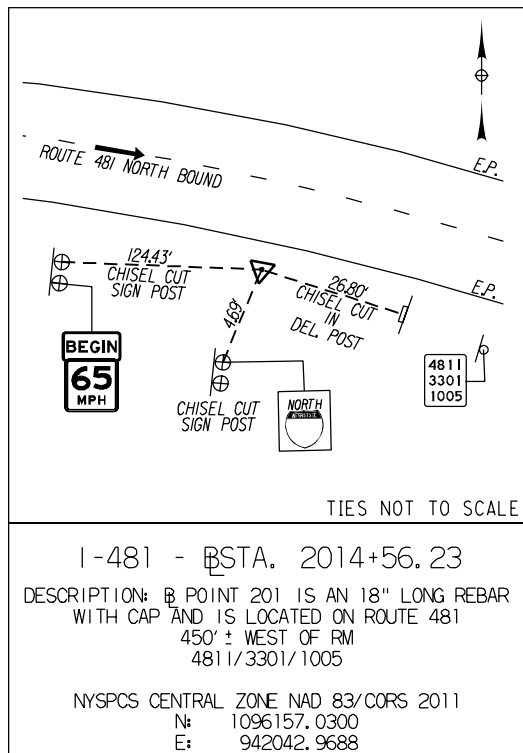 E.P.
ROUTE 481 NORTH BOUND
E.P.
124.43'
CHISEL CUT
SIGN POST
26.80'
CHISEL CUT
IN
DEL. POST
4.69'
BEGIN
65
MPH
4811
3301
1005
CHISEL CUT
SIGN POST
NORTH
INTERSTATE
TIES NOT TO SCALE
I-481 - BL STA. 2014+56.23
DESCRIPTION: BL POINT 201 IS AN 18" LONG REBAR
WITH CAP AND IS LOCATED ON ROUTE 481
450' ± WEST OF RM
4811/3301/1005
NYSPCS CENTRAL ZONE NAD 83/CORS 2011
N: 1096157.0300
E: 942042.9688